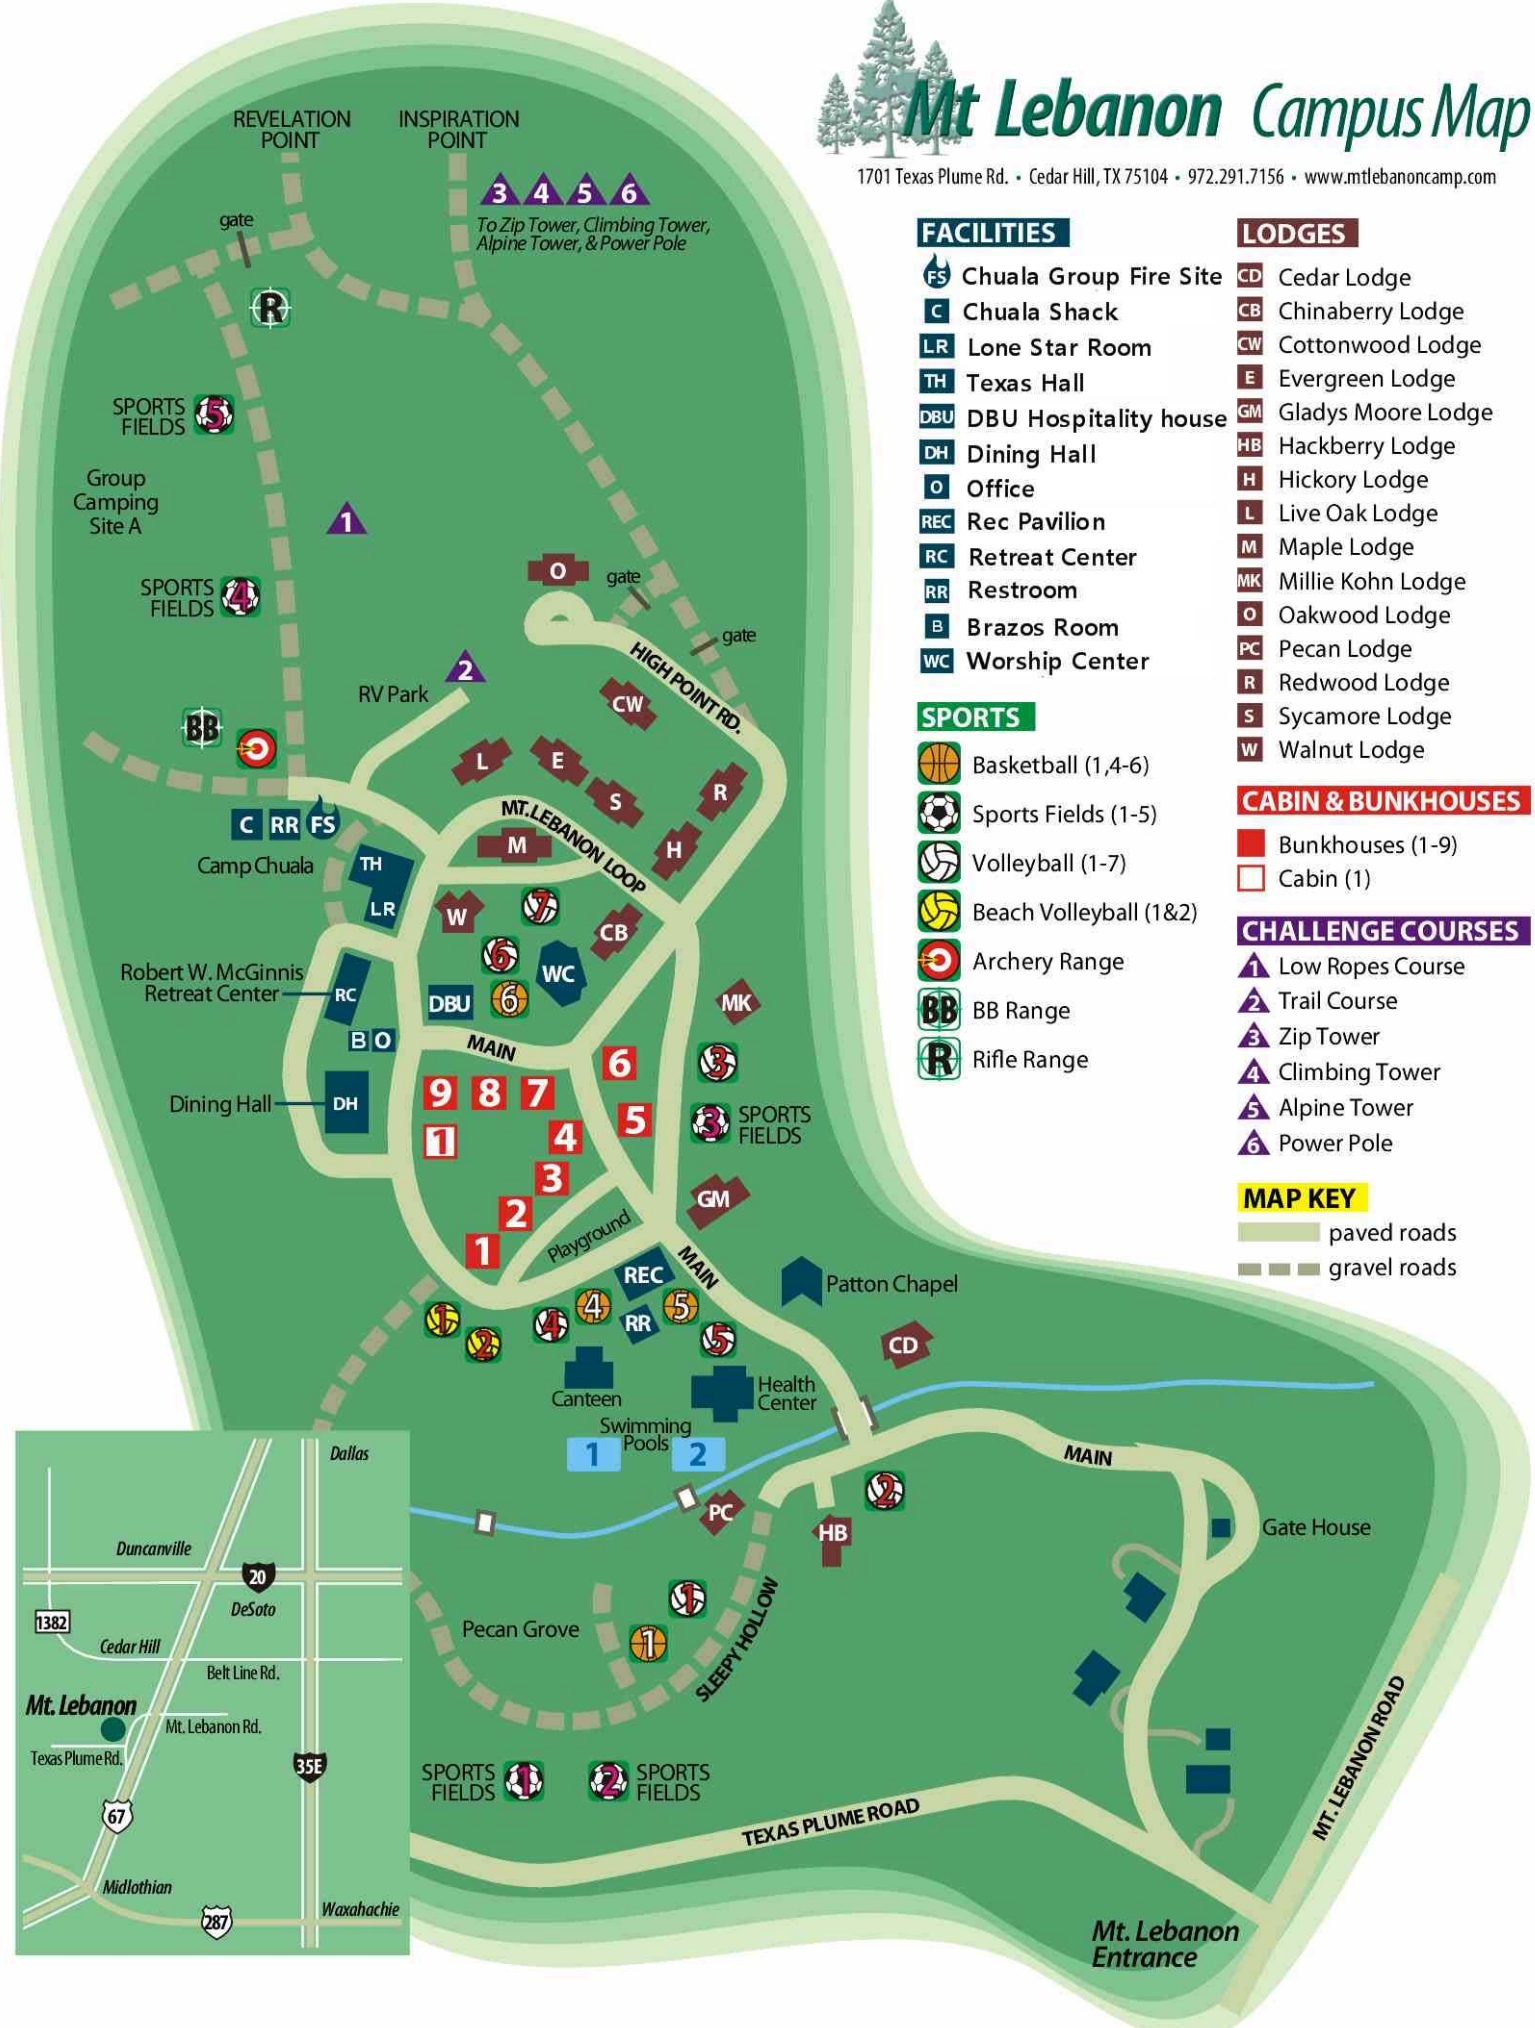 Mt Lebanon Campus Map
1701 Texas Plume Rd. • Cedar Hill, TX 75104 • 972.291.7156 • www.mtlebanoncamp.com
FACILITIES
FS Chuala Group Fire Site
C Chuala Shack
LR Lone Star Room
TH Texas Hall
DBU DBU Hospitality house
DH Dining Hall
O Office
REC Rec Pavilion
RC Retreat Center
RR Restroom
B Brazos Room
WC Worship Center
SPORTS
Basketball (1,4-6)
Sports Fields (1-5)
Volleyball (1-7)
Beach Volleyball (1&2)
Archery Range
BB BB Range
R Rifle Range
LODGES
CD Cedar Lodge
CB Chinaberry Lodge
CW Cottonwood Lodge
E Evergreen Lodge
GM Gladys Moore Lodge
HB Hackberry Lodge
H Hickory Lodge
L Live Oak Lodge
M Maple Lodge
MK Millie Kohn Lodge
O Oakwood Lodge
PC Pecan Lodge
R Redwood Lodge
S Sycamore Lodge
W Walnut Lodge
CABIN & BUNKHOUSES
Bunkhouses (1-9)
Cabin (1)
CHALLENGE COURSES
1 Low Ropes Course
2 Trail Course
3 Zip Tower
4 Climbing Tower
5 Alpine Tower
6 Power Pole
MAP KEY
paved roads
gravel roads
REVELATION
POINT
INSPIRATION
POINT
3 4 5 6
To Zip Tower, Climbing Tower,
Alpine Tower, & Power Pole
gate
R
SPORTS
FIELDS
5
Group
Camping
Site A
1
SPORTS
FIELDS
4
O
gate
gate
HIGH POINT RD.
2
RV Park
CW
BB
L
E
S
R
MT. LEBANON LOOP
C RR FS
Camp Chuala
M
H
TH
LR
W
7
CB
6
WC
Robert W. McGinnis
Retreat Center
RC
DBU
6
MK
B O
MAIN
6
3
9 8 7
Dining Hall
DH
1
4
5
3
SPORTS
FIELDS
3
2
GM
1
Playground
REC
MAIN
Patton Chapel
1
2
4
4
RR
5
5
CD
Canteen
Health
Center
Swimming
Pools
1
2
MAIN
2
PC
HB
Gate House
1
Pecan Grove
1
SLEEPY HOLLOW
SPORTS
FIELDS
1
2
SPORTS
FIELDS
TEXAS PLUME ROAD
MT. LEBANON ROAD
Mt. Lebanon
Entrance
Dallas
Duncanville
20
DeSoto
1382
Cedar Hill
Belt Line Rd.
Mt. Lebanon
Mt. Lebanon Rd.
Texas Plume Rd.
35E
67
Midlothian
287
Waxahachie